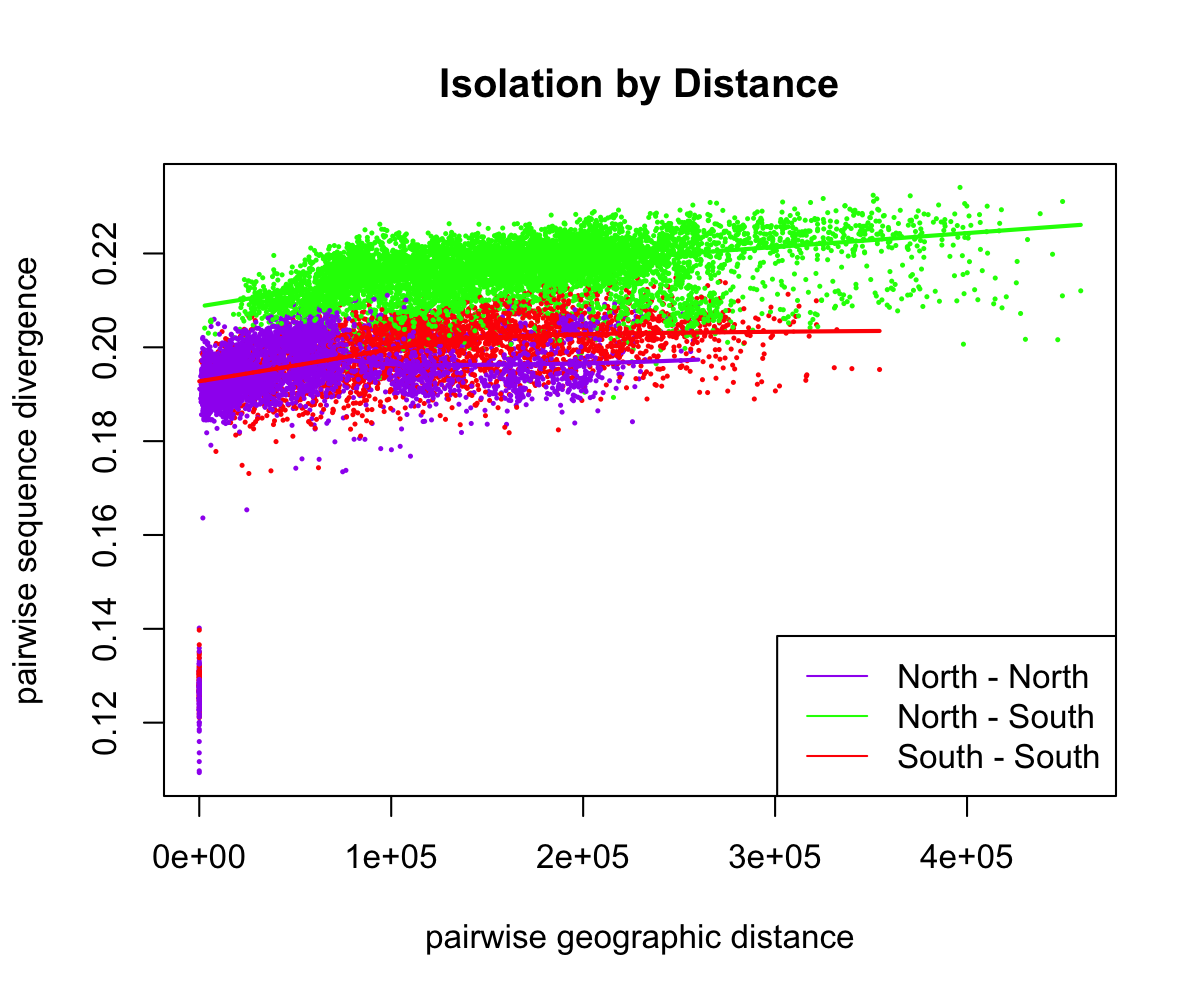 Isolation by Distance
pairwise sequence divergence
0.22
0.20
0.18
0.16
0.14
0.12
North - North
North - South
South - South
0e+00 1e+05 2e+05 3e+05 4e+05
pairwise geographic distance